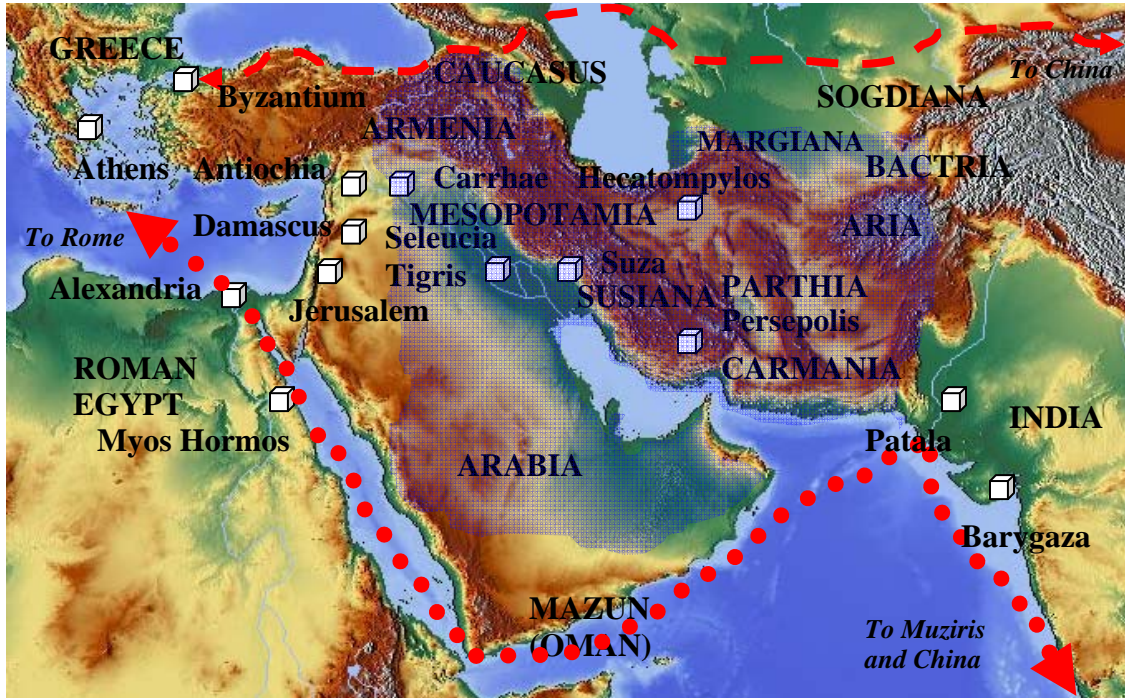 GREECE
CAUCASUS
To China
Byzantium
SOGDIANA
ARMENIA
MARGIANA
BACTRIA
Athens
Antiochia
Carrhae
Hecatompylos
MESOPOTAMIA
ARIA
To Rome
Damascus
Seleucia
Tigris
Suza
Alexandria
SUSIANA
PARTHIA
Jerusalem
Persepolis
ROMAN
EGYPT
CARMANIA
INDIA
Myos Hormos
Patala
ARABIA
Barygaza
MAZUN
(OMAN)
To Muziris
and China